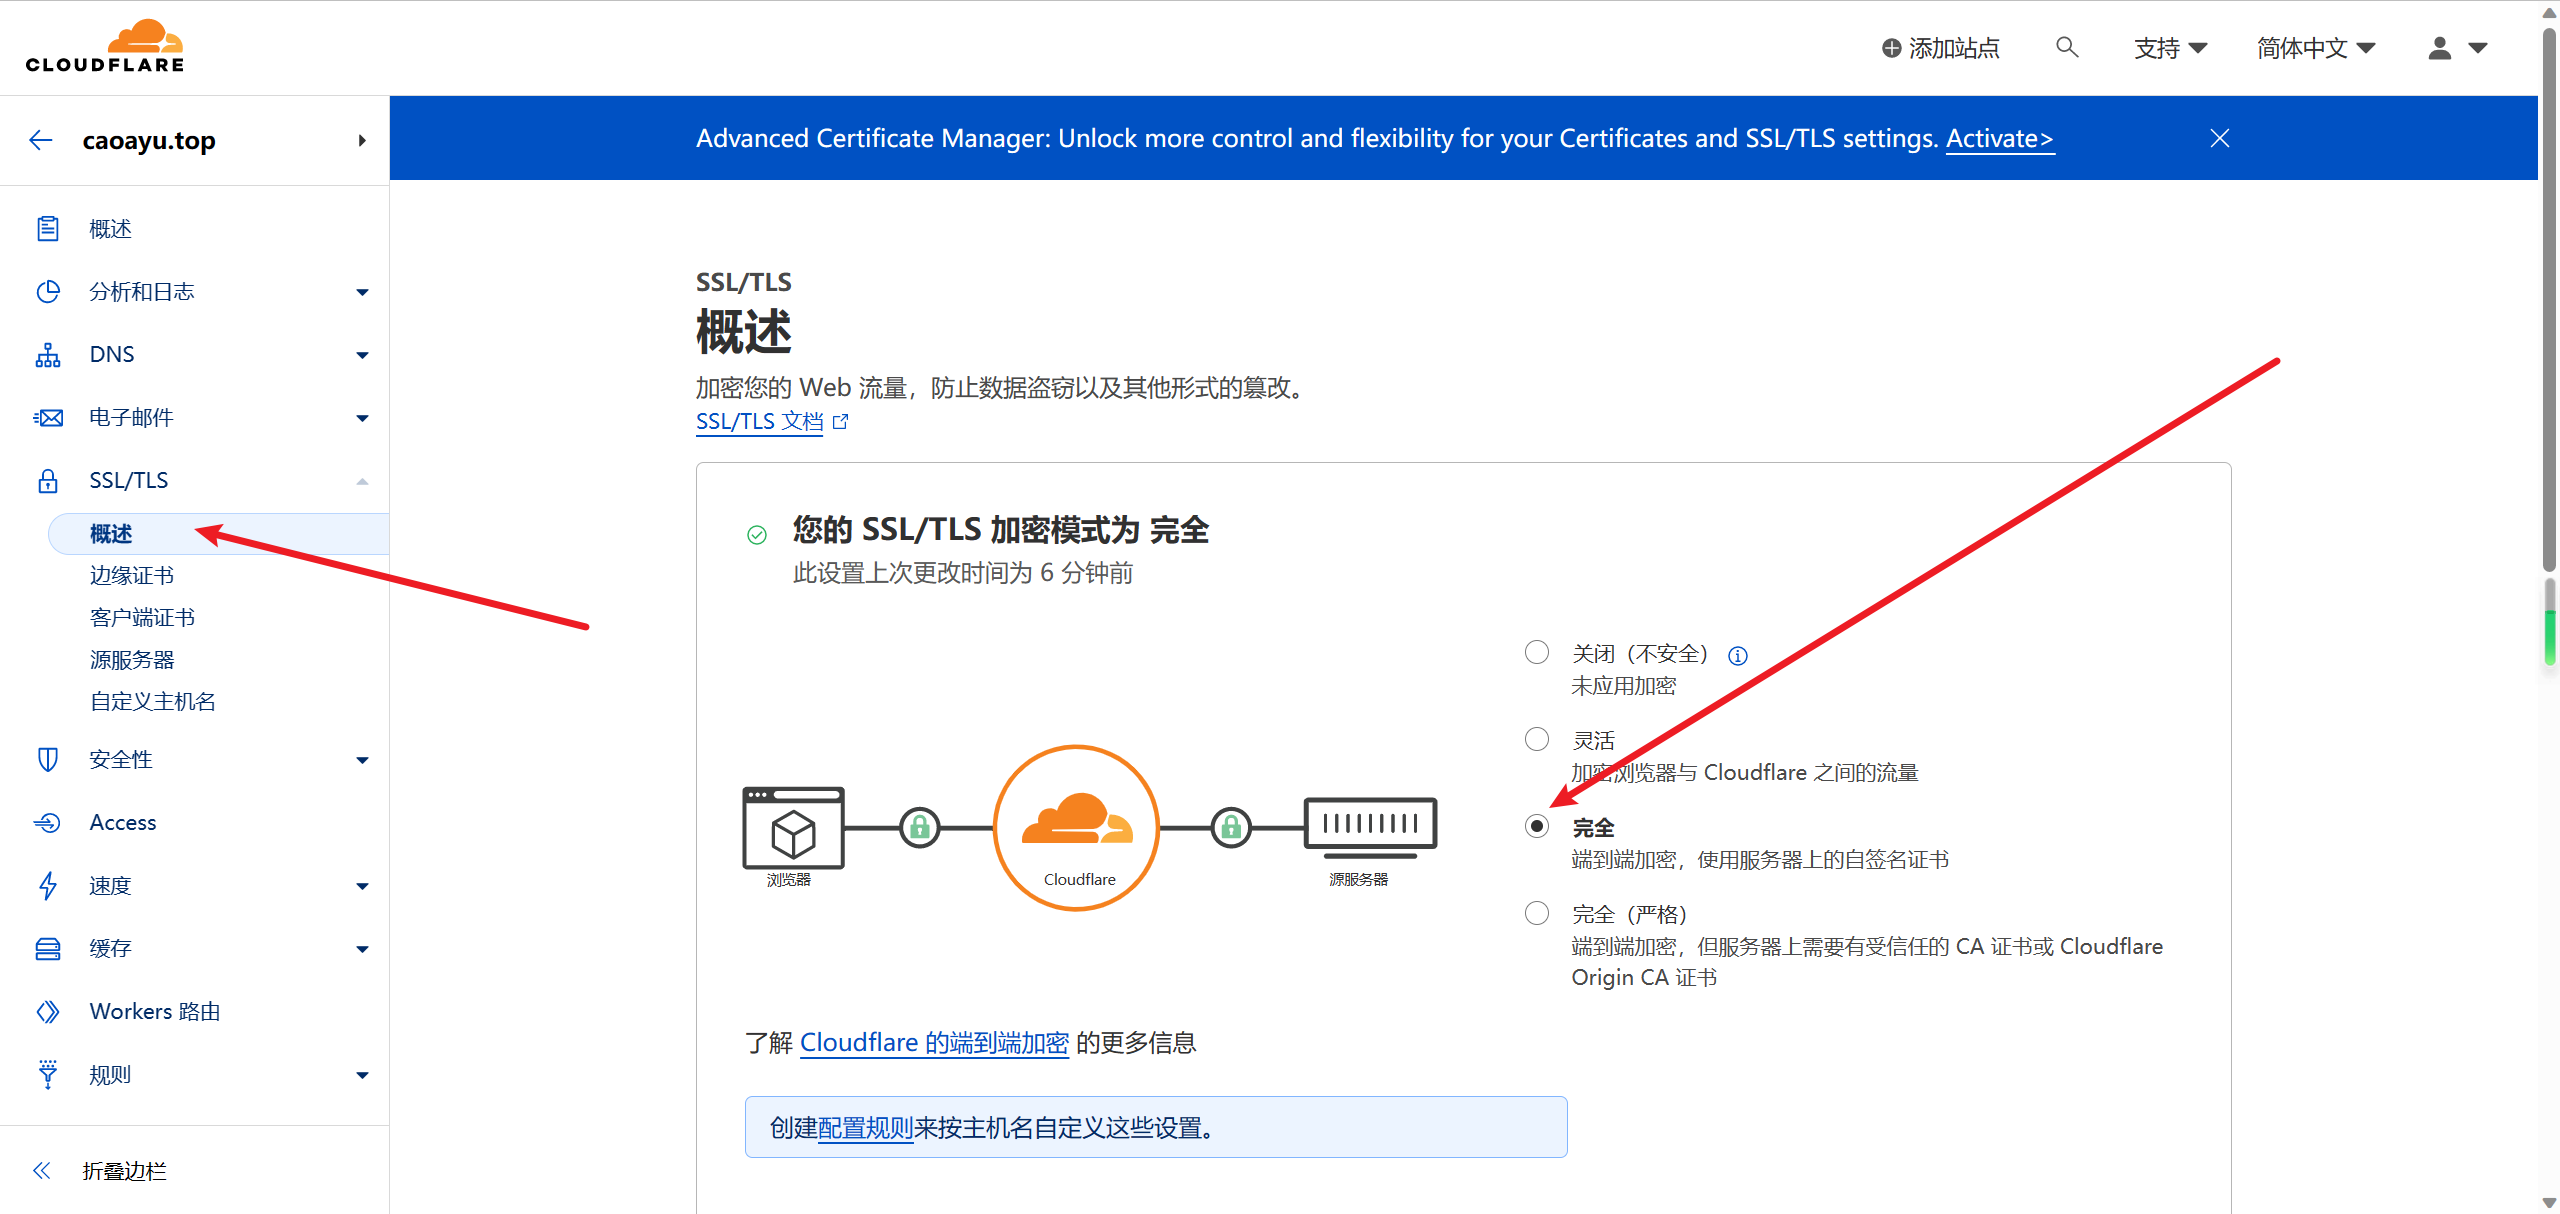 CLOUDFLARE
添加站点
支持
简体中文
caoayu.top
Advanced Certificate Manager: Unlock more control and flexibility for your Certificates and SSL/TLS settings. Activate>
概述
分析和日志
DNS
电子邮件
SSL/TLS
概述
边缘证书
客户端证书
源服务器
自定义主机名
安全性
Access
速度
缓存
Workers 路由
规则
折叠边栏
SSL/TLS
概述
加密您的 Web 流量，防止数据盗窃以及其他形式的篡改。
SSL/TLS 文档
您的 SSL/TLS 加密模式为 完全
此设置上次更改时间为 6 分钟前
浏览器
Cloudflare
源服务器
关闭（不安全）
未应用加密
灵活
加密浏览器与 Cloudflare 之间的流量
完全
端到端加密，使用服务器上的自签名证书
完全（严格）
端到端加密，但服务器上需要有受信任的 CA 证书或 Cloudflare
Origin CA 证书
了解 Cloudflare 的端到端加密 的更多信息
创建配置规则来按主机名自定义这些设置。